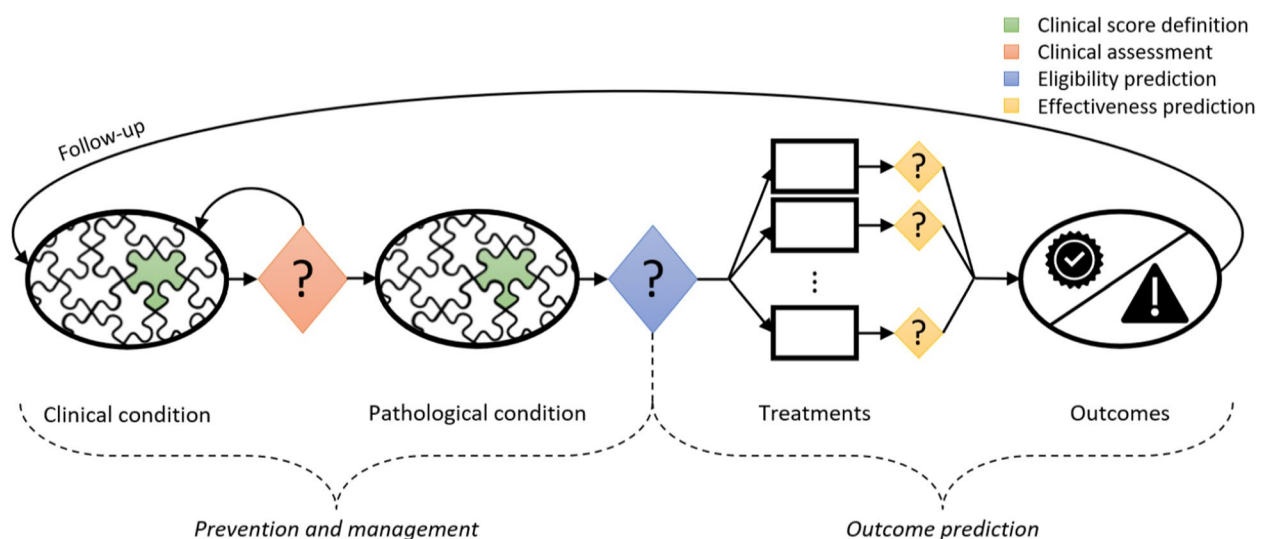 Clinical score definition
Clinical assessment
Eligibility prediction
Effectiveness prediction
Follow-up
?
?
?
?
?
Clinical condition
Pathological condition
Treatments
Outcomes
Prevention and management
Outcome prediction